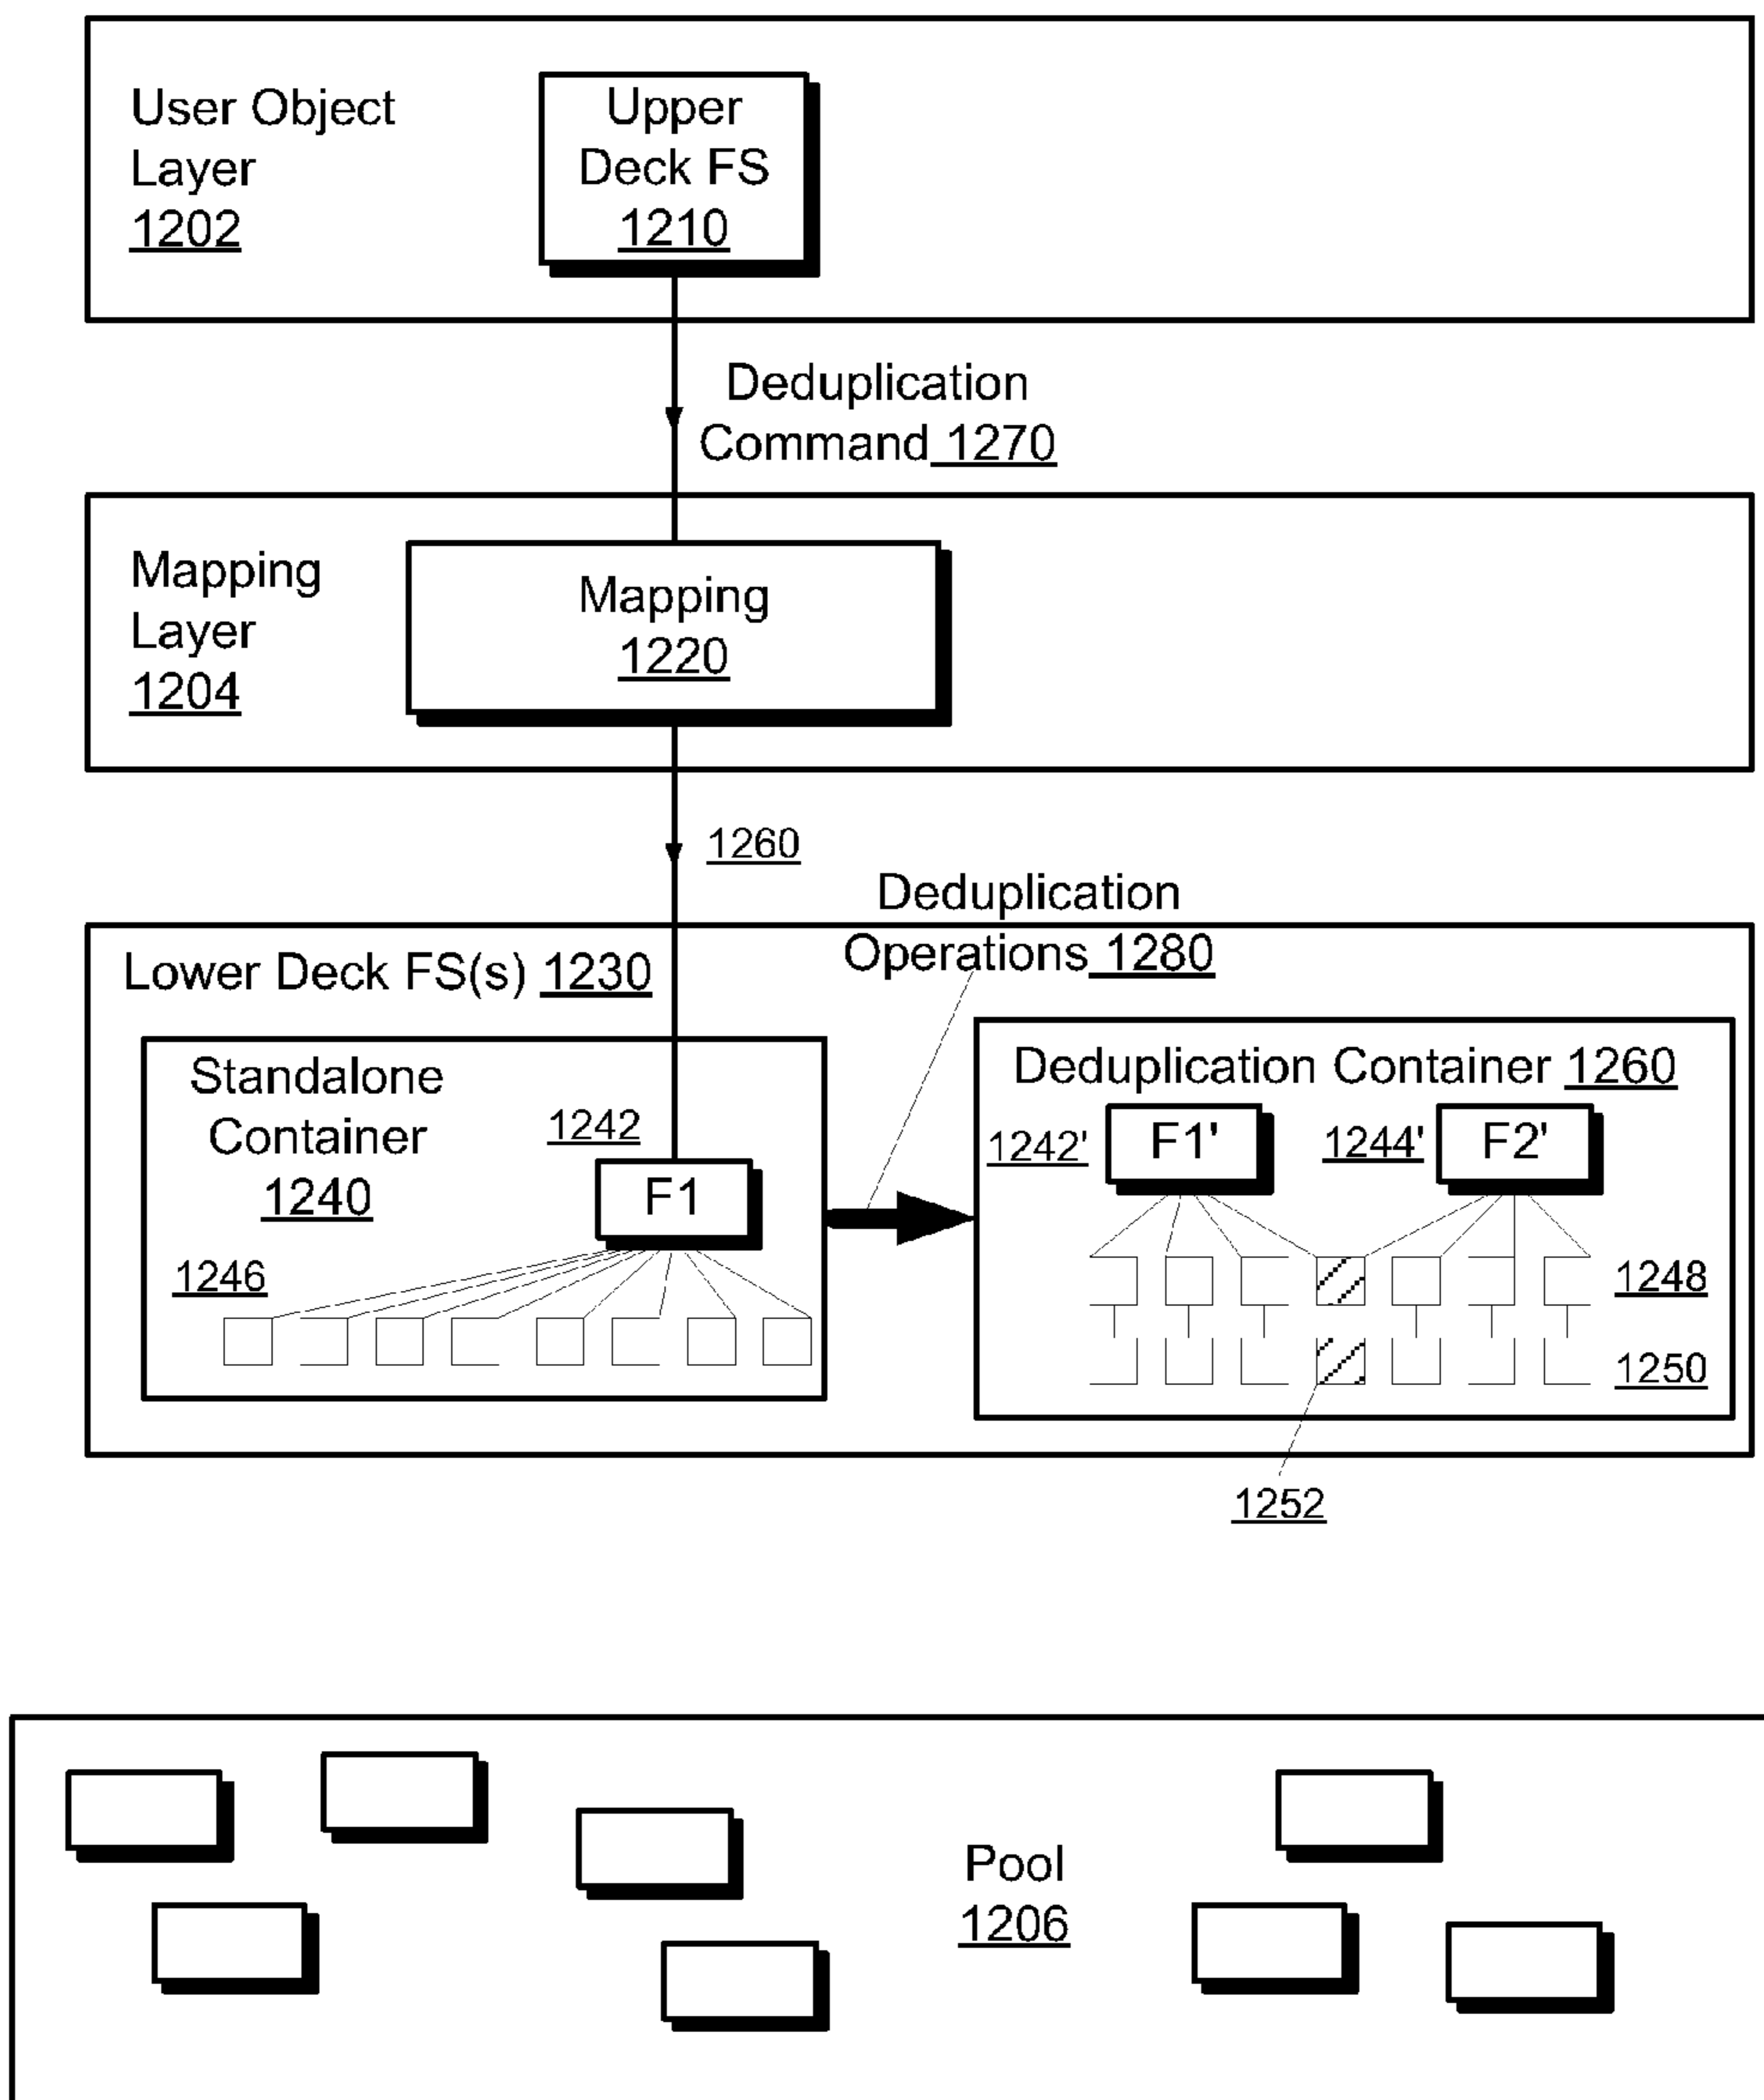 User Object
Layer
1202
Upper
Deck FS
1210
Deduplication
Command 1270
Mapping
Layer
1204
Mapping
1220
1260
Deduplication
Operations 1280
Lower Deck FS(s) 1230
Standalone
Container
1240
1242
F1
1246
Deduplication Container 1260
1242'
F1'
1244'
F2'
1248
1250
1252
Pool
1206